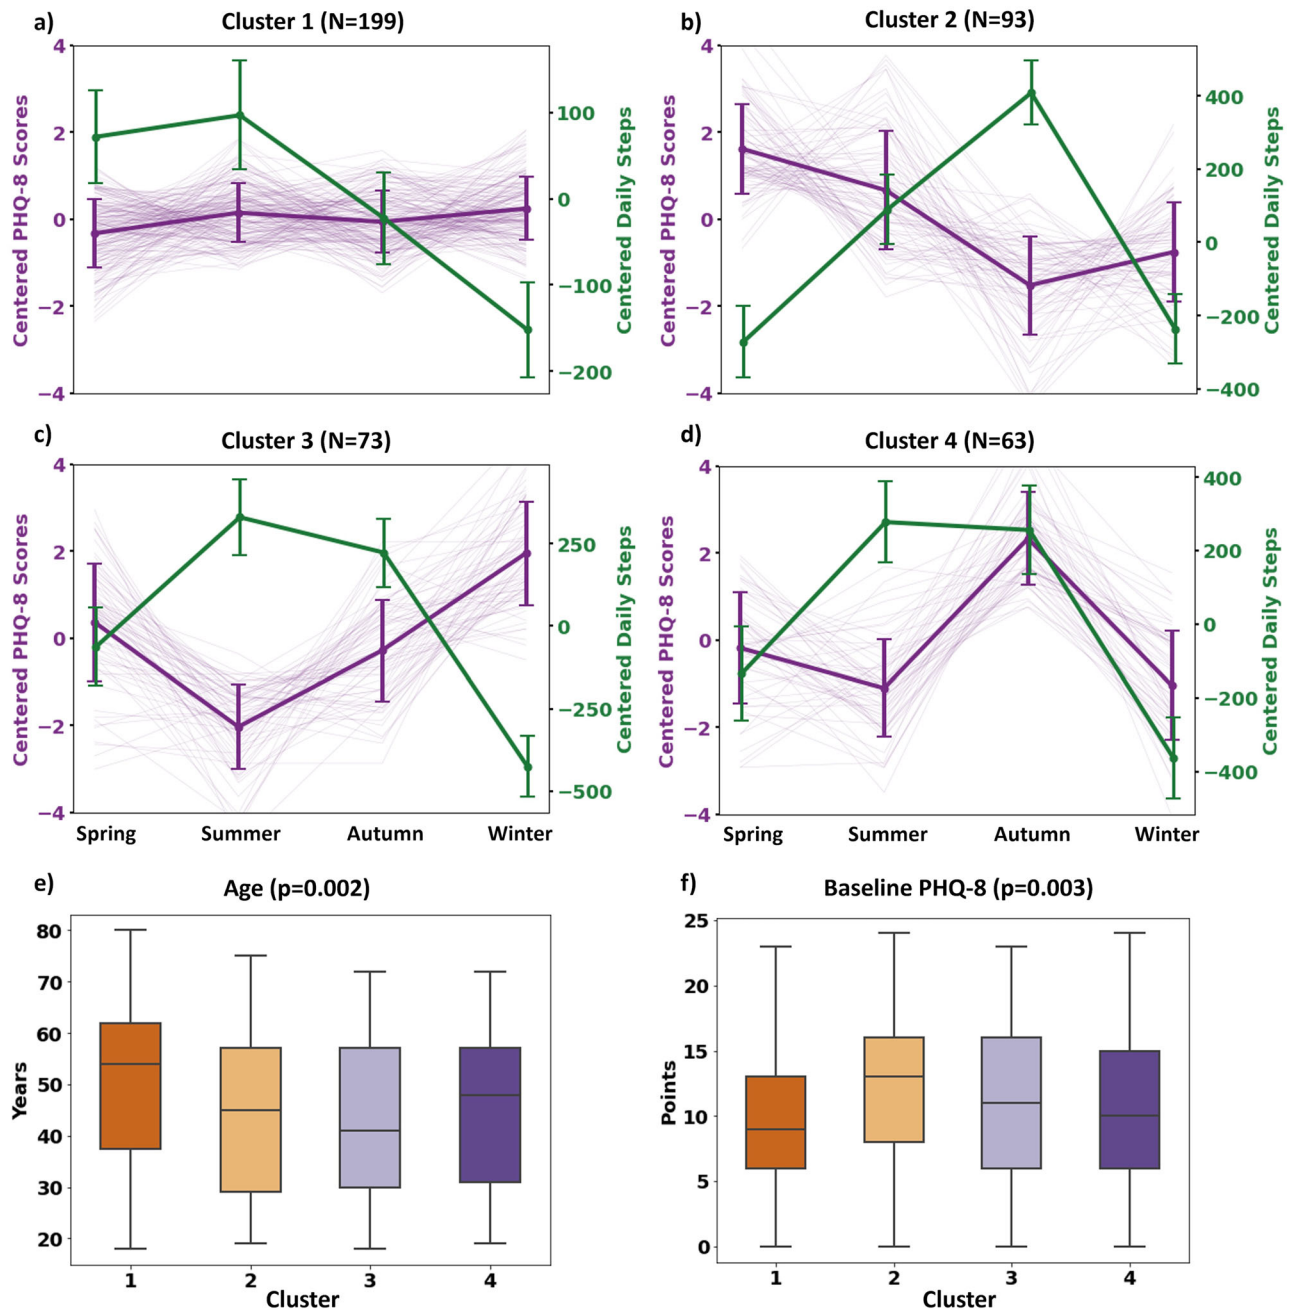 a)
Cluster 1 (N=199)
Centered PHQ-8 Scores
4
2
0
−2
−4
100
0
−100
−200
Centered Daily Steps
b)
Cluster 2 (N=93)
Centered PHQ-8 Scores
4
2
0
−2
−4
400
200
0
−200
−400
Centered Daily Steps
c)
Cluster 3 (N=73)
Centered PHQ-8 Scores
4
2
0
−2
−4
250
0
−250
−500
Centered Daily Steps
Spring Summer Autumn Winter
d)
Cluster 4 (N=63)
Centered PHQ-8 Scores
4
2
0
−2
−4
400
200
0
−200
−400
Centered Daily Steps
Spring Summer Autumn Winter
e)
Age (p=0.002)
Years
80
70
60
50
40
30
20
1 2 3 4
Cluster
f)
Baseline PHQ-8 (p=0.003)
Points
25
20
15
10
5
0
1 2 3 4
Cluster